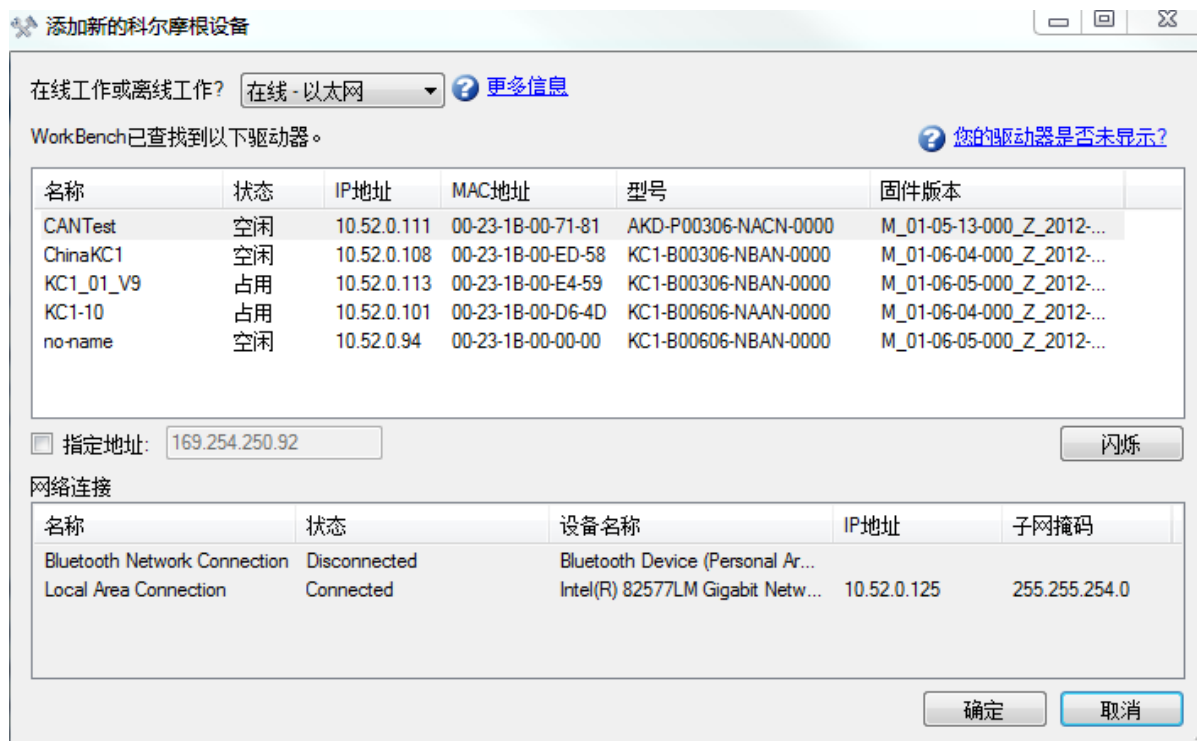 添加新的科尔摩根设备
在线工作或离线工作? 在线 - 以太网 更多信息
WorkBench已查找到以下驱动器。 您的驱动器是否未显示?
名称 状态 IP地址 MAC地址 型号 固件版本
CANTest 空闲 10.52.0.111 00-23-1B-00-71-81 AKD-P00306-NACN-0000 M_01-05-13-000_Z_2012-...
ChinaKC1 空闲 10.52.0.108 00-23-1B-00-ED-58 KC1-B00306-NBAN-0000 M_01-06-04-000_Z_2012-...
KC1_01_V9 占用 10.52.0.113 00-23-1B-00-E4-59 KC1-B00306-NBAN-0000 M_01-06-05-000_Z_2012-...
KC1-10 占用 10.52.0.101 00-23-1B-00-D6-4D KC1-B00606-NAAN-0000 M_01-06-04-000_Z_2012-...
no-name 空闲 10.52.0.94 00-23-1B-00-00-00 KC1-B00606-NBAN-0000 M_01-06-05-000_Z_2012-...
指定地址: 169.254.250.92 闪烁
网络连接
名称 状态 设备名称 IP地址 子网掩码
Bluetooth Network Connection Disconnected Bluetooth Device (Personal Ar...
Local Area Connection Connected Intel(R) 82577LM Gigabit Netw... 10.52.0.125 255.255.254.0
确定 取消